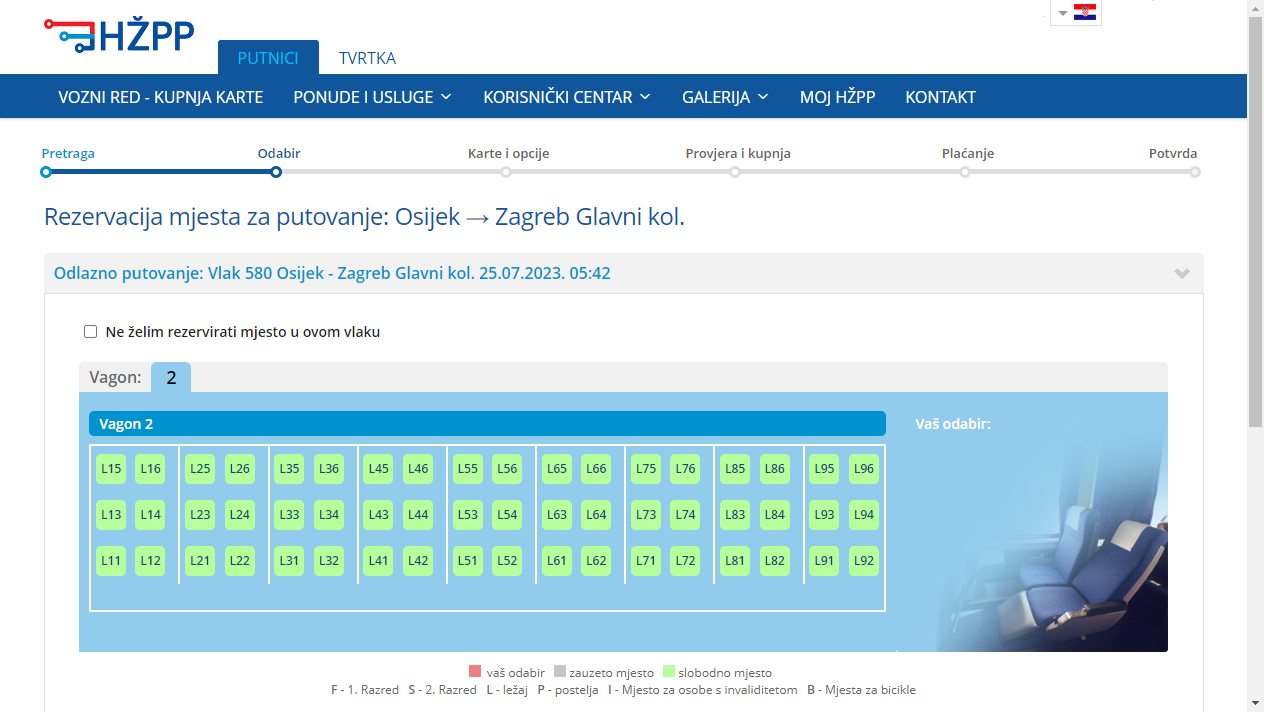 HŽPP
PUTNICI TVRTKA
VOZNI RED - KUPNJA KARTE PONUDE I USLUGE KORISNIČKI CENTAR GALERIJA MOJ HŽPP KONTAKT
Pretraga Odabir Karte i opcije Provjera i kupnja Plaćanje Potvrda
Rezervacija mjesta za putovanje: Osijek → Zagreb Glavni kol.
Odlazno putovanje: Vlak 580 Osijek - Zagreb Glavni kol. 25.07.2023. 05:42
Ne želim rezervirati mjesto u ovom vlaku
Vagon: 2
Vagon 2 Vaš odabir:
L15 L16 L25 L26 L35 L36 L45 L46 L55 L56 L65 L66 L75 L76 L85 L86 L95 L96
L13 L14 L23 L24 L33 L34 L43 L44 L53 L54 L63 L64 L73 L74 L83 L84 L93 L94
L11 L12 L21 L22 L31 L32 L41 L42 L51 L52 L61 L62 L71 L72 L81 L82 L91 L92
vaš odabir zauzeto mjesto slobodno mjesto
F - 1. Razred S - 2. Razred L - ležaj P - postelja I - Mjesto za osobe s invaliditetom B - Mjesta za bicikle